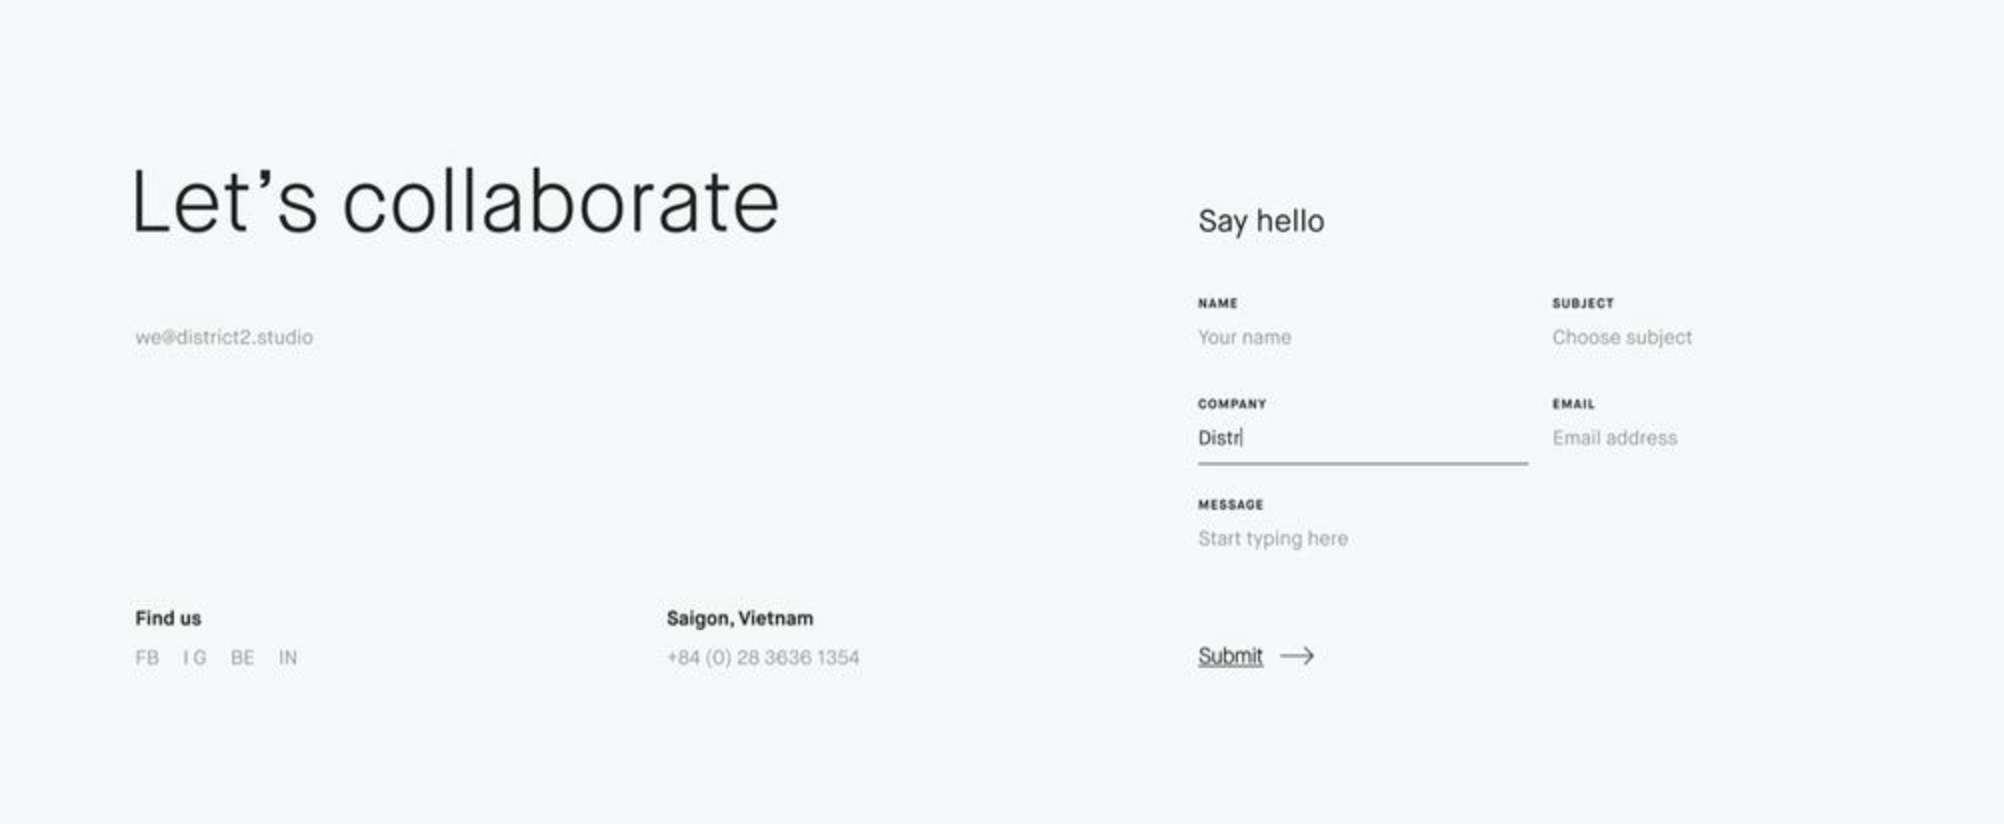 Let’s collaborate
we@district2.studio
Find us
FB IG BE IN
Saigon, Vietnam
+84 (0) 28 3636 1354
Say hello
NAME
Your name
SUBJECT
Choose subject
COMPANY
Distr
EMAIL
Email address
MESSAGE
Start typing here
Submit